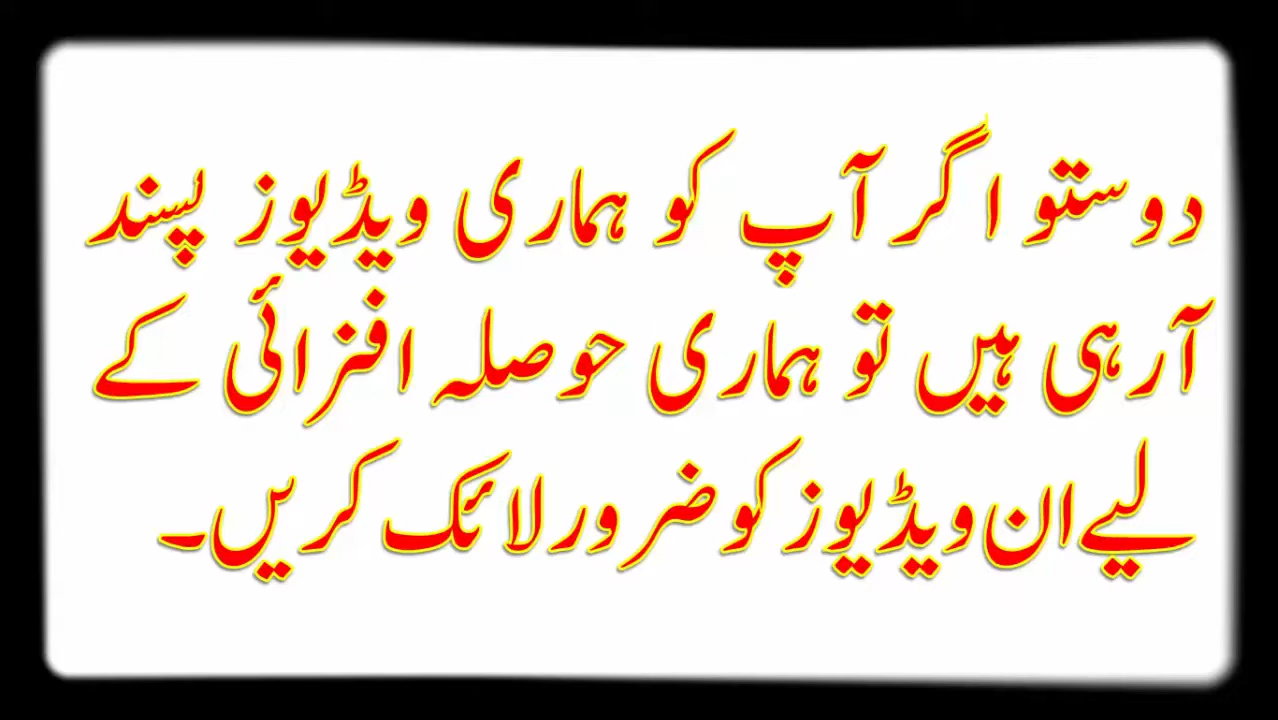 دوستو اگر آپ کو ہماری ویڈیوز پسند
آرہی ہیں تو ہماری حوصلہ افزائی کے
لیے ان ویڈیوز کو ضرور لائک کریں۔